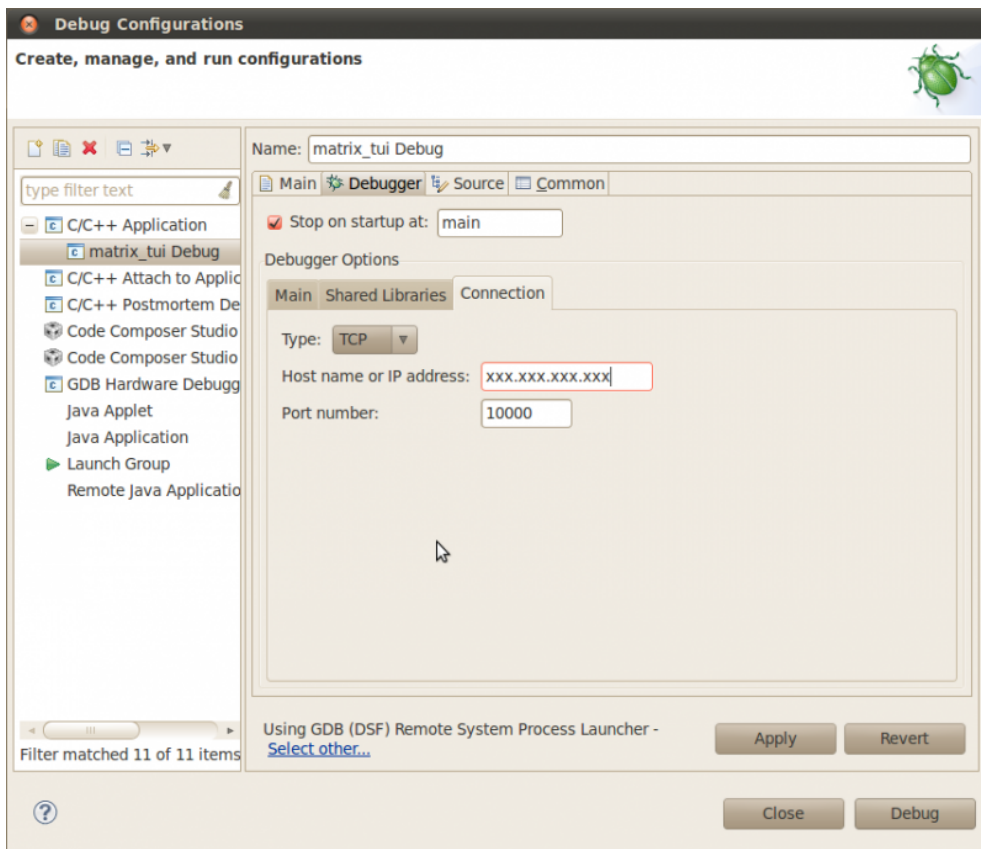 Debug Configurations
Create, manage, and run configurations
type filter text
C/C++ Application
matrix_tui Debug
C/C++ Attach to Applic
C/C++ Postmortem De
Code Composer Studio
Code Composer Studio
GDB Hardware Debugg
Java Applet
Java Application
Launch Group
Remote Java Applicatio
Filter matched 11 of 11 items
Name: matrix_tui Debug
Main Debugger Source Common
Stop on startup at: main
Debugger Options
Main Shared Libraries Connection
Type: TCP
Host name or IP address: xxx.xxx.xxx.xxx
Port number: 10000
Using GDB (DSF) Remote System Process Launcher -
Select other...
Apply Revert
? Close Debug